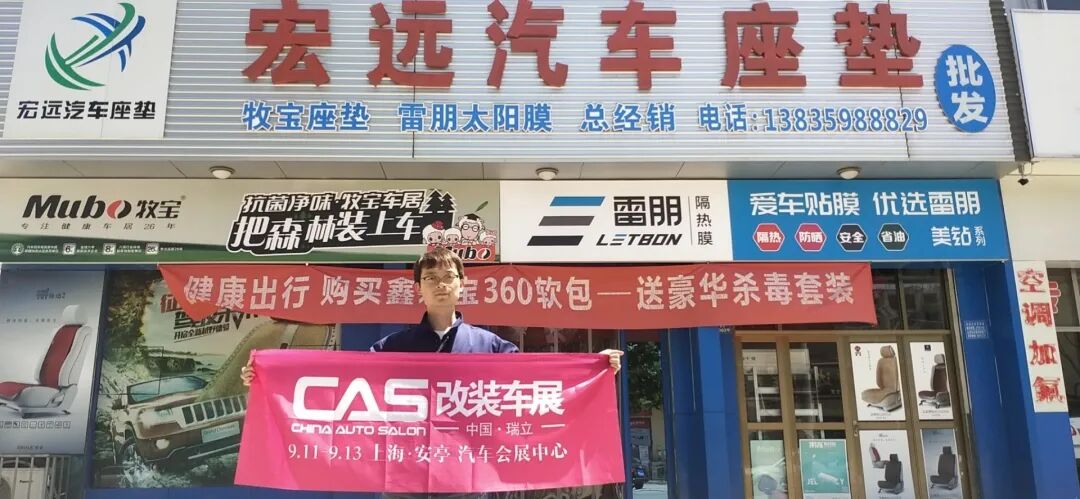 宏远汽车座垫
宏远汽车座垫
批发
牧宝座垫 雷朋太阳膜 总经销 电话:13835988829
Mubo牧宝
专注健康车居26年
抗菌净味·牧宝车居
把森林装上车
Mubo
雷朋
LETBON
隔热膜
爱车贴膜 优选雷朋
隔热 防晒 安全 省油
美钻系列
健康出行 购买鑫 宝360软包一送豪华杀毒套装
空调加氟
CAS改装车展
CHINA AUTO SALON
中国·瑞立
9.11-9.13 上海·安亭 汽车会展中心